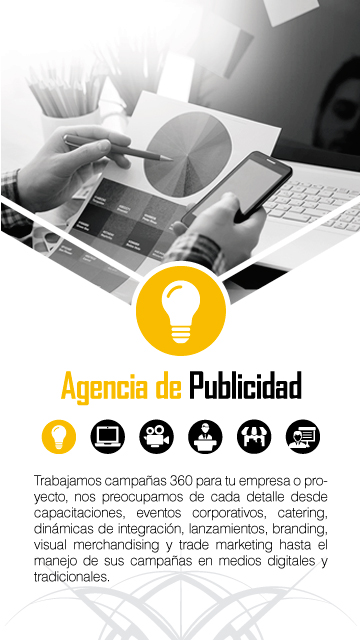 Agencia de Publicidad
Trabajamos campañas 360 para tu empresa o pro-
yecto, nos preocupamos de cada detalle desde
capacitaciones, eventos corporativos, catering,
dinámicas de integración, lanzamientos, branding,
visual merchandising y trade marketing hasta el
manejo de sus campañas en medios digitales y
tradicionales.